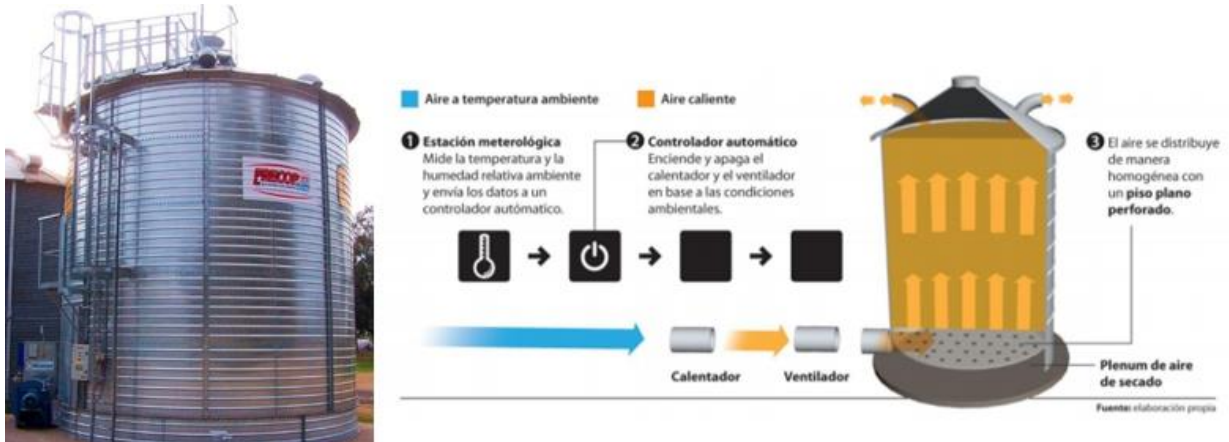 PRECOP
Aire a temperatura ambiente
Aire caliente
1 Estación meterológica
Mide la temperatura y la
humedad relativa ambiente
y envía los datos a un
controlador autómatico.
2 Controlador automático
Enciende y apaga el
calentador y el ventilador
en base a las condiciones
ambientales.
3 El aire se distribuye
de manera
homogénea con
un piso plano
perforado.
Calentador
Ventilador
Plenum de aire
de secado
Fuente: elaboración propia